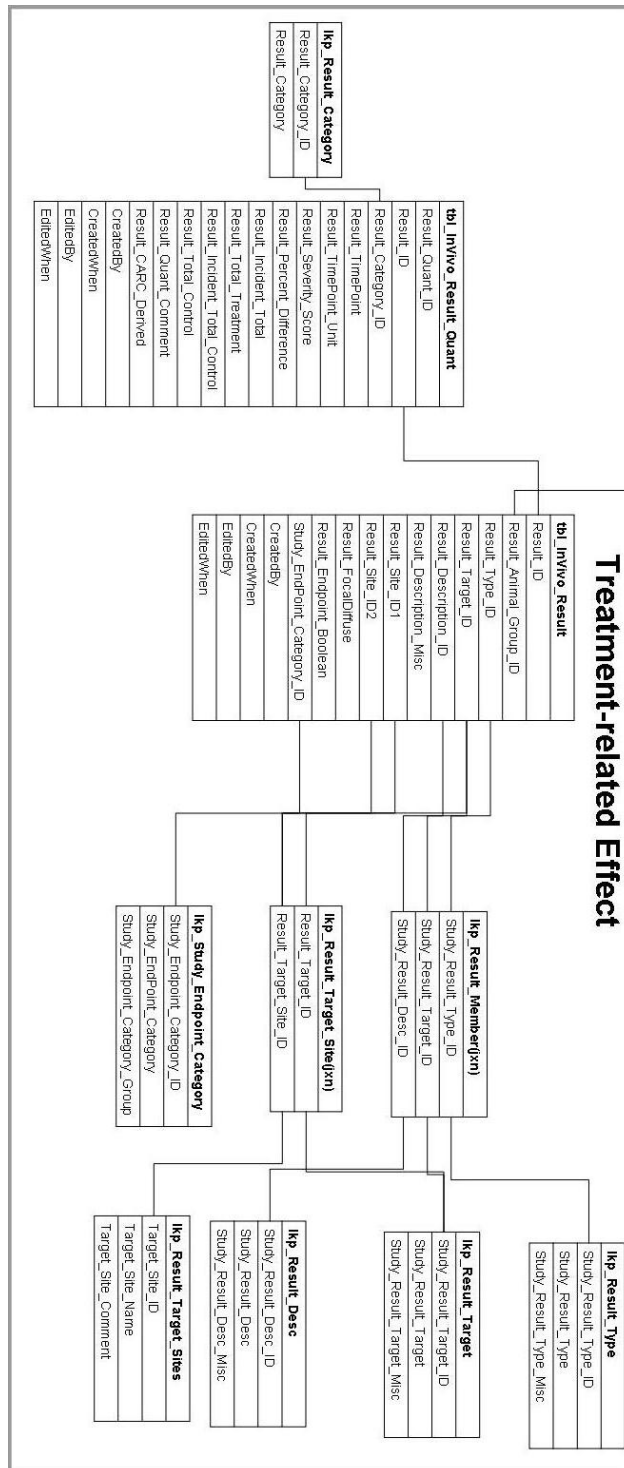 Treatment-related Effect
lkp_Result_Category
Result_Category_ID
Result_Category
tbl_InVivo_Result_Quant
Result_Quant_ID
Result_ID
Result_Category_ID
Result_TimePoint
Result_TimePoint_Unit
Result_Severity_Score
Result_Percent_Difference
Result_Incident_Total
Result_Total_Treatment
Result_Incident_Total_Control
Result_Total_Control
Result_Quant_Comment
Result_CARC_Derived
CreatedBy
CreatedWhen
EditedBy
EditedWhen
tbl_InVivo_Result
Result_ID
Result_Animal_Group_ID
Result_Type_ID
Result_Target_ID
Result_Description_ID
Result_Description_Misc
Result_Site_ID1
Result_Site_ID2
Result_FocalDiffuse
Result_Endpoint_Boolean
Study_EndPoint_Category_ID
CreatedBy
CreatedWhen
EditedBy
EditedWhen
lkp_Result_Member(jxn)
Study_Result_Type_ID
Study_Result_Target_ID
Study_Result_Desc_ID
lkp_Result_Target_Site(jxn)
Result_Target_ID
Result_Target_Site_ID
lkp_Study_Endpoint_Category
Study_Endpoint_Category_ID
Study_EndPoint_Category
Study_Endpoint_Category_Group
lkp_Result_Type
Study_Result_Type_ID
Study_Result_Type
Study_Result_Type_Misc
lkp_Result_Target
Study_Result_Target_ID
Study_Result_Target
Study_Result_Target_Misc
lkp_Result_Desc
Study_Result_Desc_ID
Study_Result_Desc
Study_Result_Desc_Misc
lkp_Result_Target_Sites
Target_Site_ID
Target_Site_Name
Target_Site_Comment